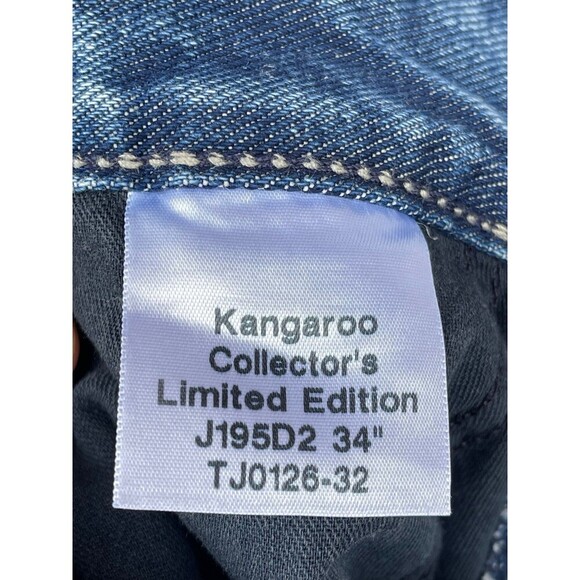 Kangaroo
Collector's
Limited Edition
J195D2 34"
TJ0126-32